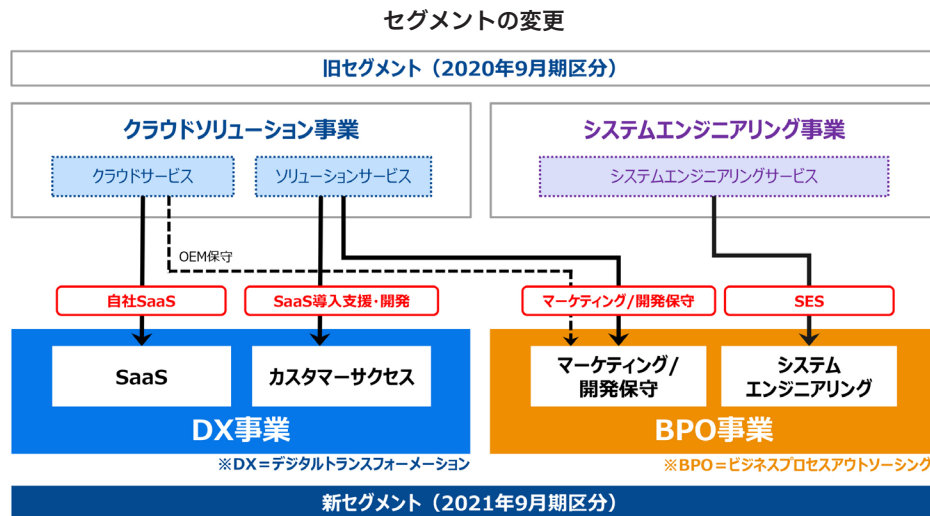 セグメントの変更
旧セグメント（2020年9月期区分）
クラウドソリューション事業
システムエンジニアリング事業
クラウドサービス
ソリューションサービス
システムエンジニアリングサービス
OEM保守
自社SaaS
SaaS導入支援・開発
マーケティング/開発保守
SES
SaaS
カスタマーサクセス
マーケティング/
開発保守
システム
エンジニアリング
DX事業
BPO事業
※DX＝デジタルトランスフォーメーション
※BPO＝ビジネスプロセスアウトソーシング
新セグメント（2021年9月期区分）